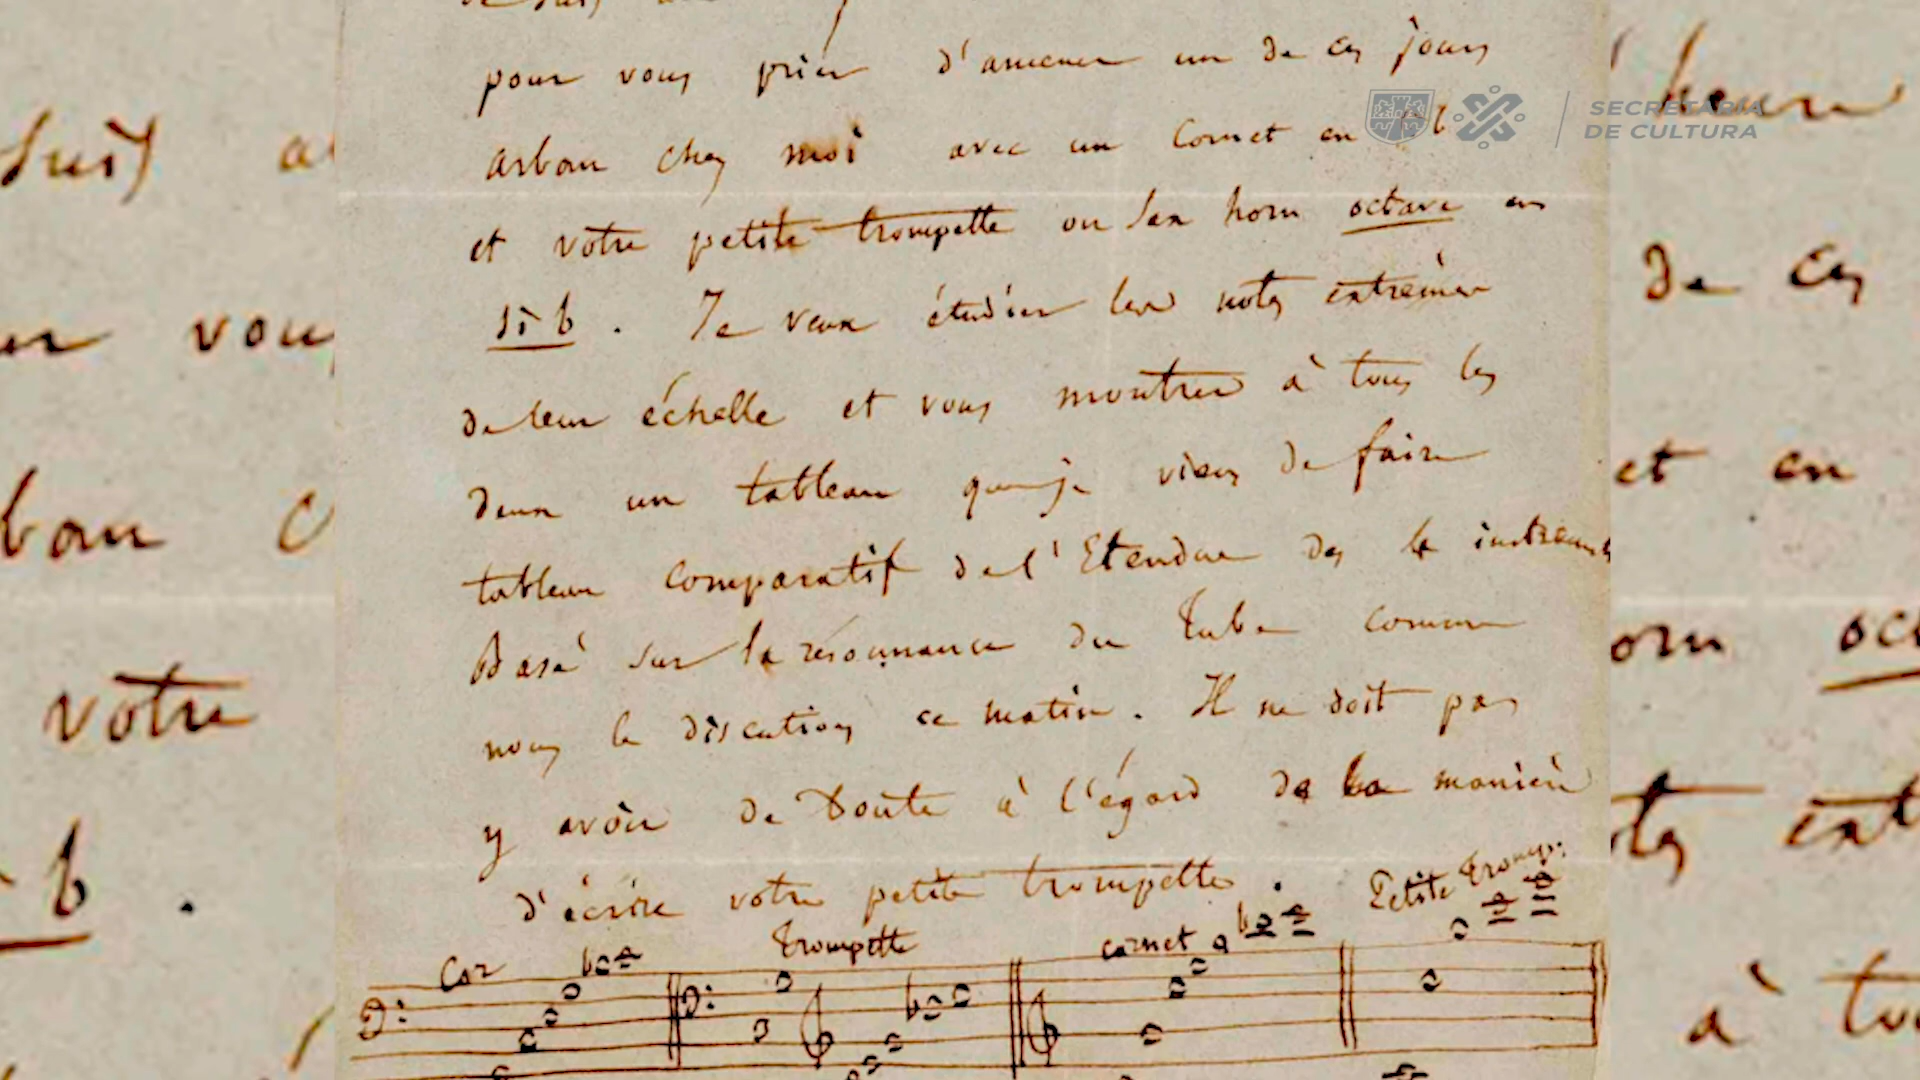 pour vous prier d'amener un de ces jours
arban chez moi avec un Cornet en
et votre petite trompette ou Sax horn octave en
Si b. Je veux étudier les notes extrêmes
de leur échelle et vous montrer à tous les
deux un tableau que je viens de faire
tableau comparatif de l'Etendue des instruments
Basé sur la résonnance du Tube comme
nous le discutions ce matin. Il ne doit pas
y avoir de Doute à l'égard de la manière
d'écrire votre petite trompette.
Cor Trompette cornet Petite Tromp:
SECRETARÍA
DE CULTURA